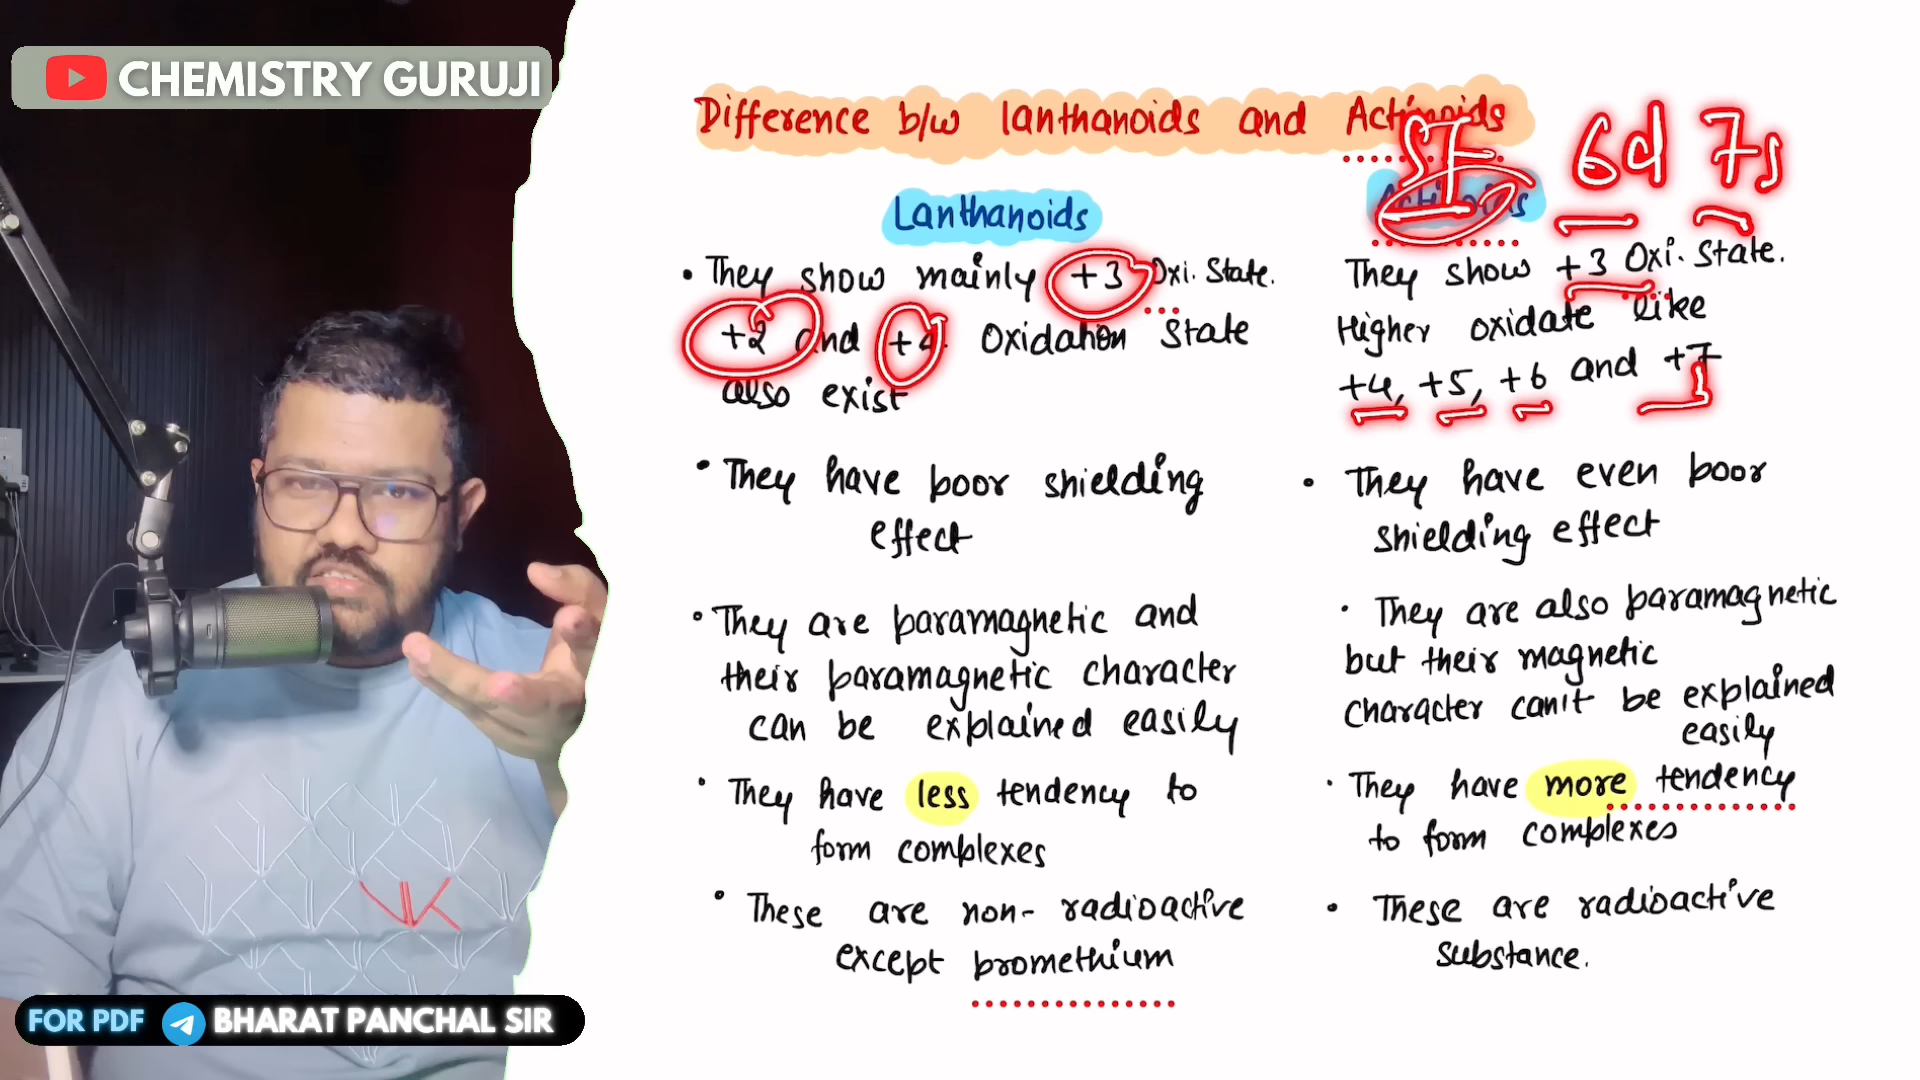 CHEMISTRY GURUJI
Difference b/w lanthanoids and Actinoids
5f 6d 7s
Lanthanoids
Actinoids
• They show mainly +3 Oxi. State.
+2 and +4 Oxidation State
also exist
They show +3 Oxi. State.
Higher oxidate like
+4, +5, +6 and +7
• They have poor shielding
effect
• They have even poor
shielding effect
• They are paramagnetic and
their paramagnetic character
can be explained easily
• They are also paramagnetic
but their magnetic
character can't be explained
easily
• They have less tendency to
form complexes
• They have more tendency
to form complexes
• These are non-radioactive
except promethium
• These are radioactive
substance.
FOR PDF BHARAT PANCHAL SIR